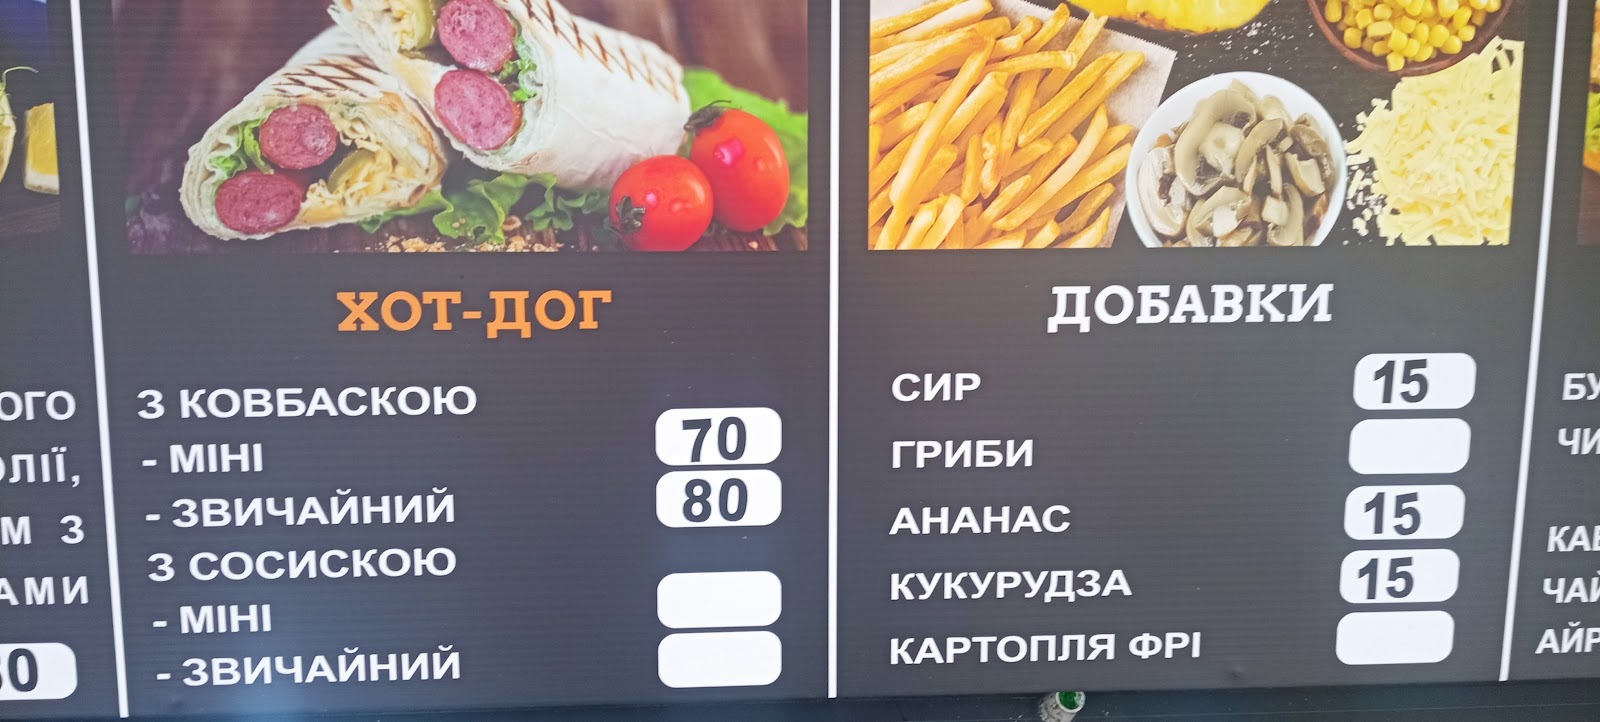 ХОТ-ДОГ
З КОВБАСКОЮ
- МІНІ 70
- ЗВИЧАЙНИЙ 80
З СОСИСКОЮ
- МІНІ
- ЗВИЧАЙНИЙ
ДОБАВКИ
СИР 15
ГРИБИ
АНАНАС 15
КУКУРУДЗА 15
КАРТОПЛЯ ФРІ